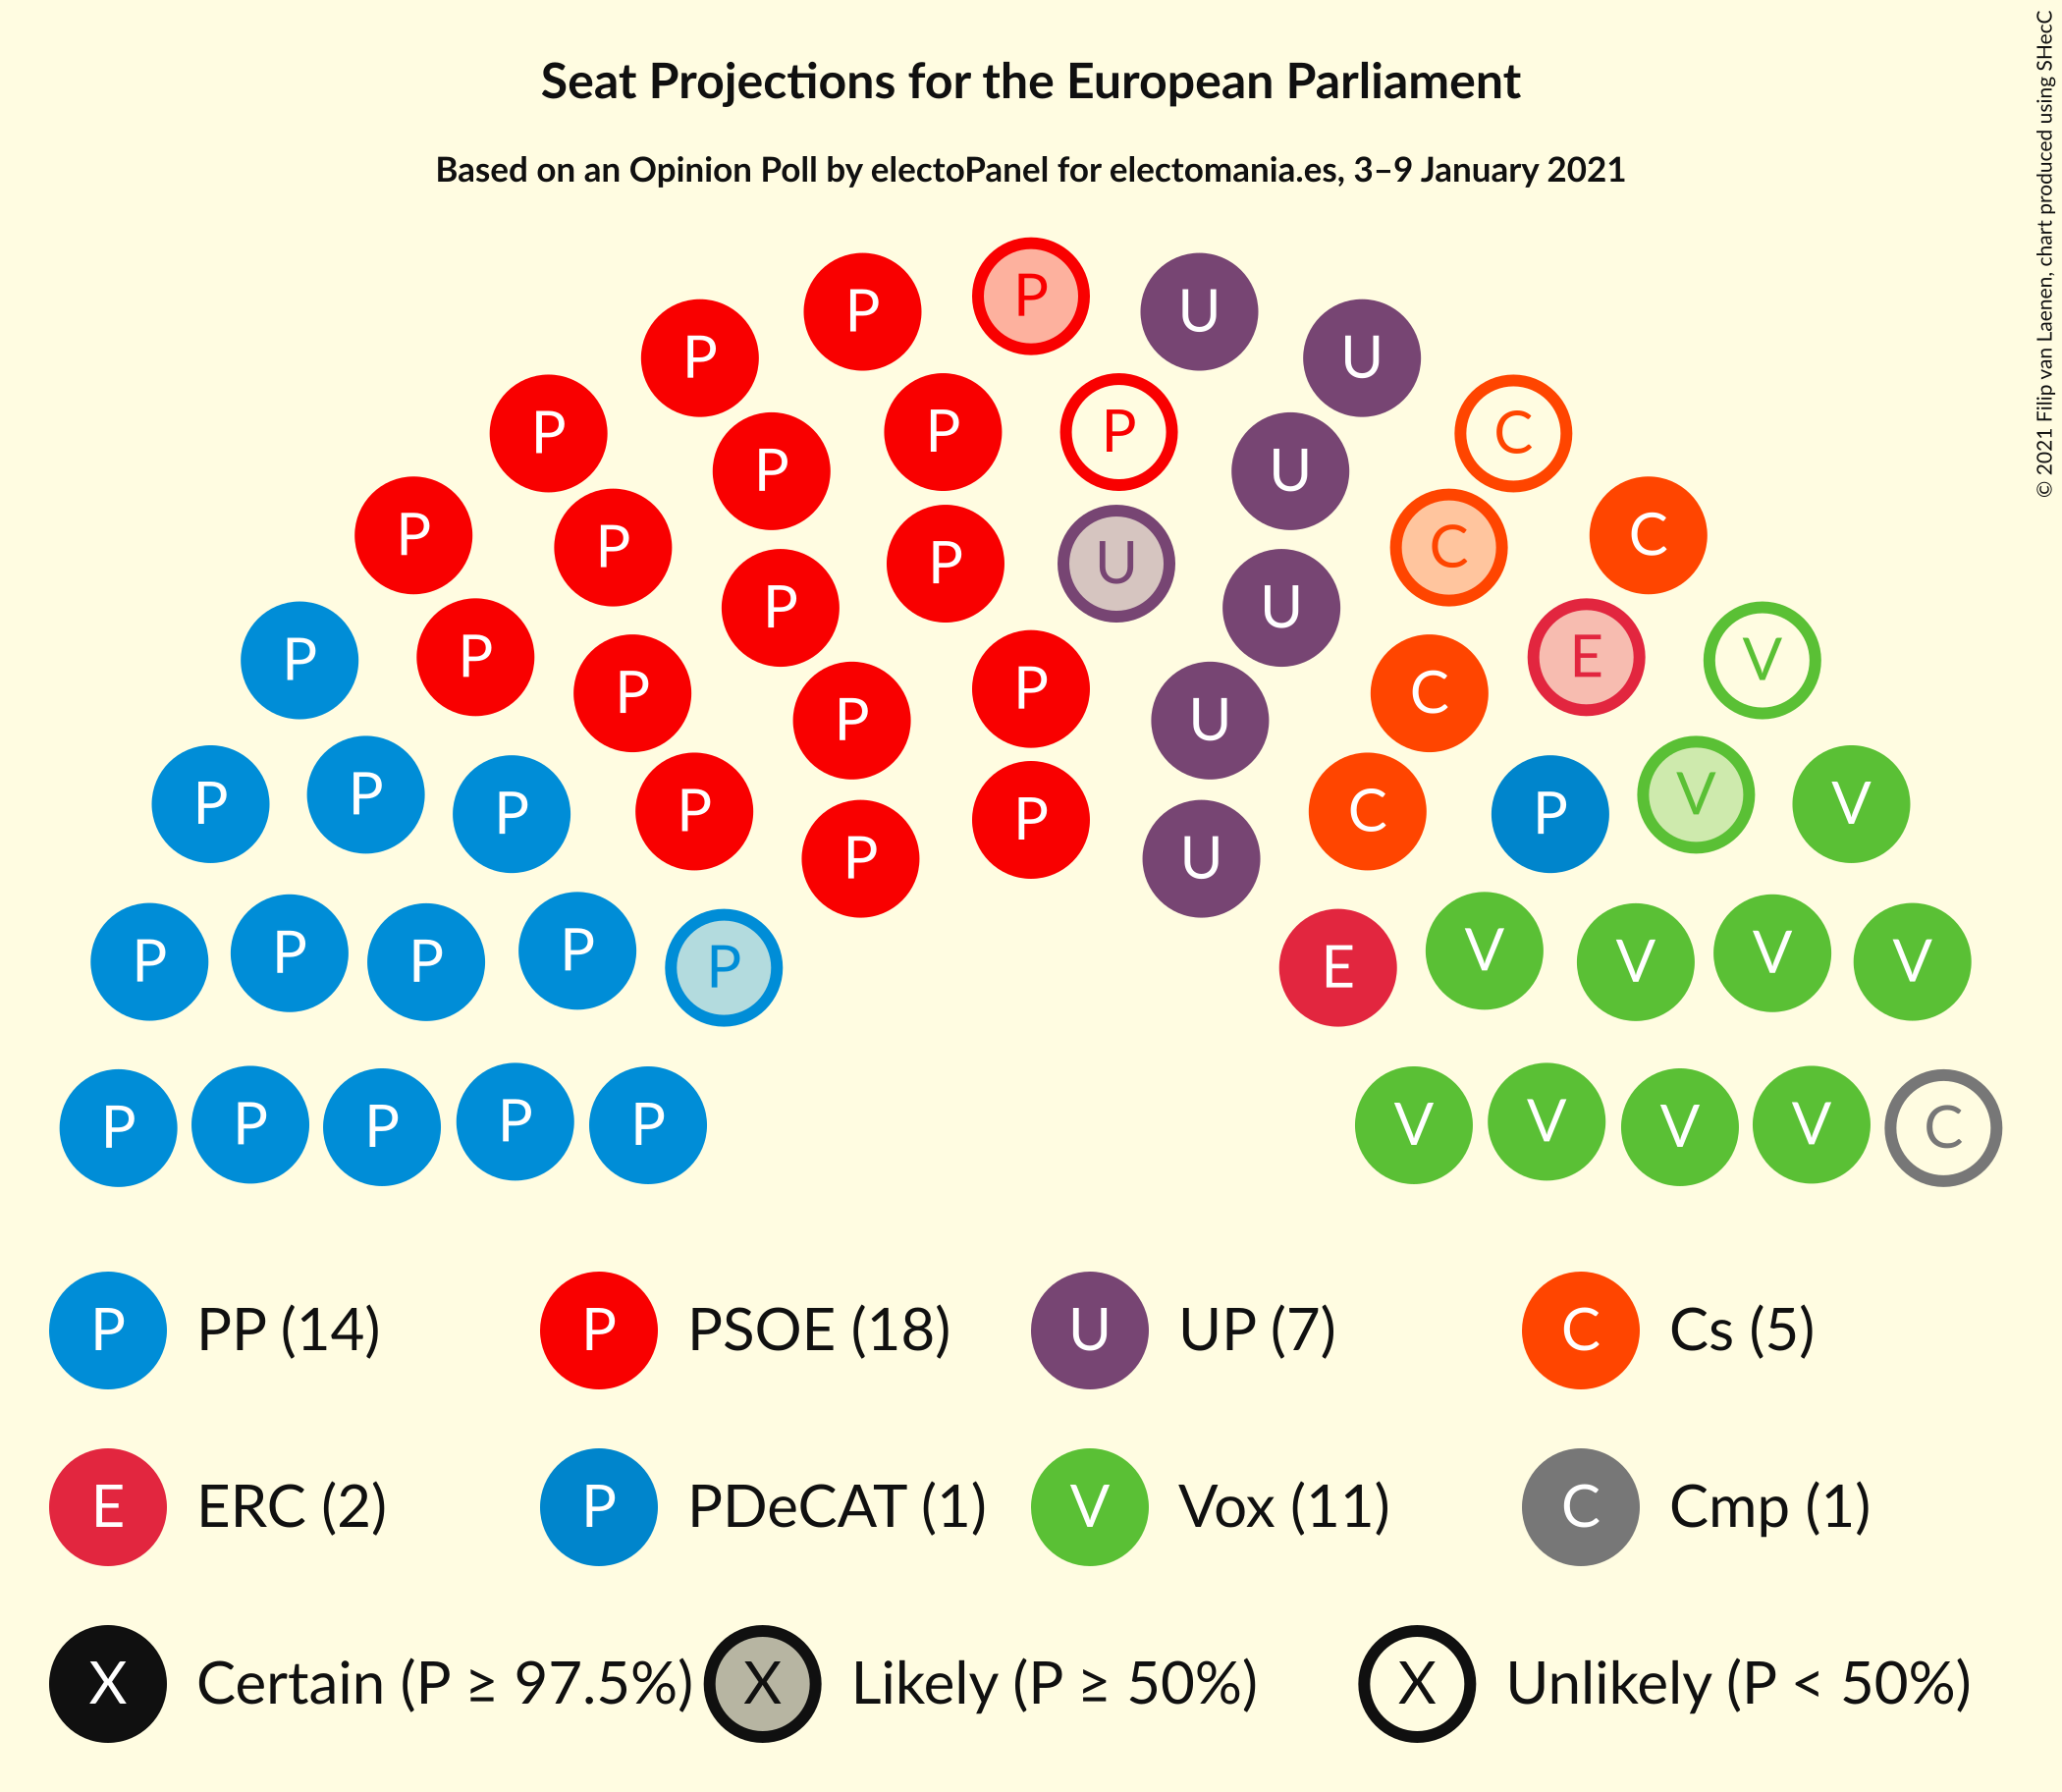 Seat Projections for the European Parliament
Based on an Opinion Poll by electoPanel for electomania.es, 3–9 January 2021
© 2021 Filip van Laenen, chart produced using SHecC
P P P U U
P P P P C
P P P P U C C
P P P U U
P P P E V
P P P U C
P P P P P C P V V
P U
P P P P P E V V V V
P P P P P V V V V C
P PP (14) P PSOE (18) U UP (7) C Cs (5)
E ERC (2) P PDeCAT (1) V Vox (11) C Cmp (1)
X Certain (P ≥ 97.5%) X Likely (P ≥ 50%) X Unlikely (P < 50%)